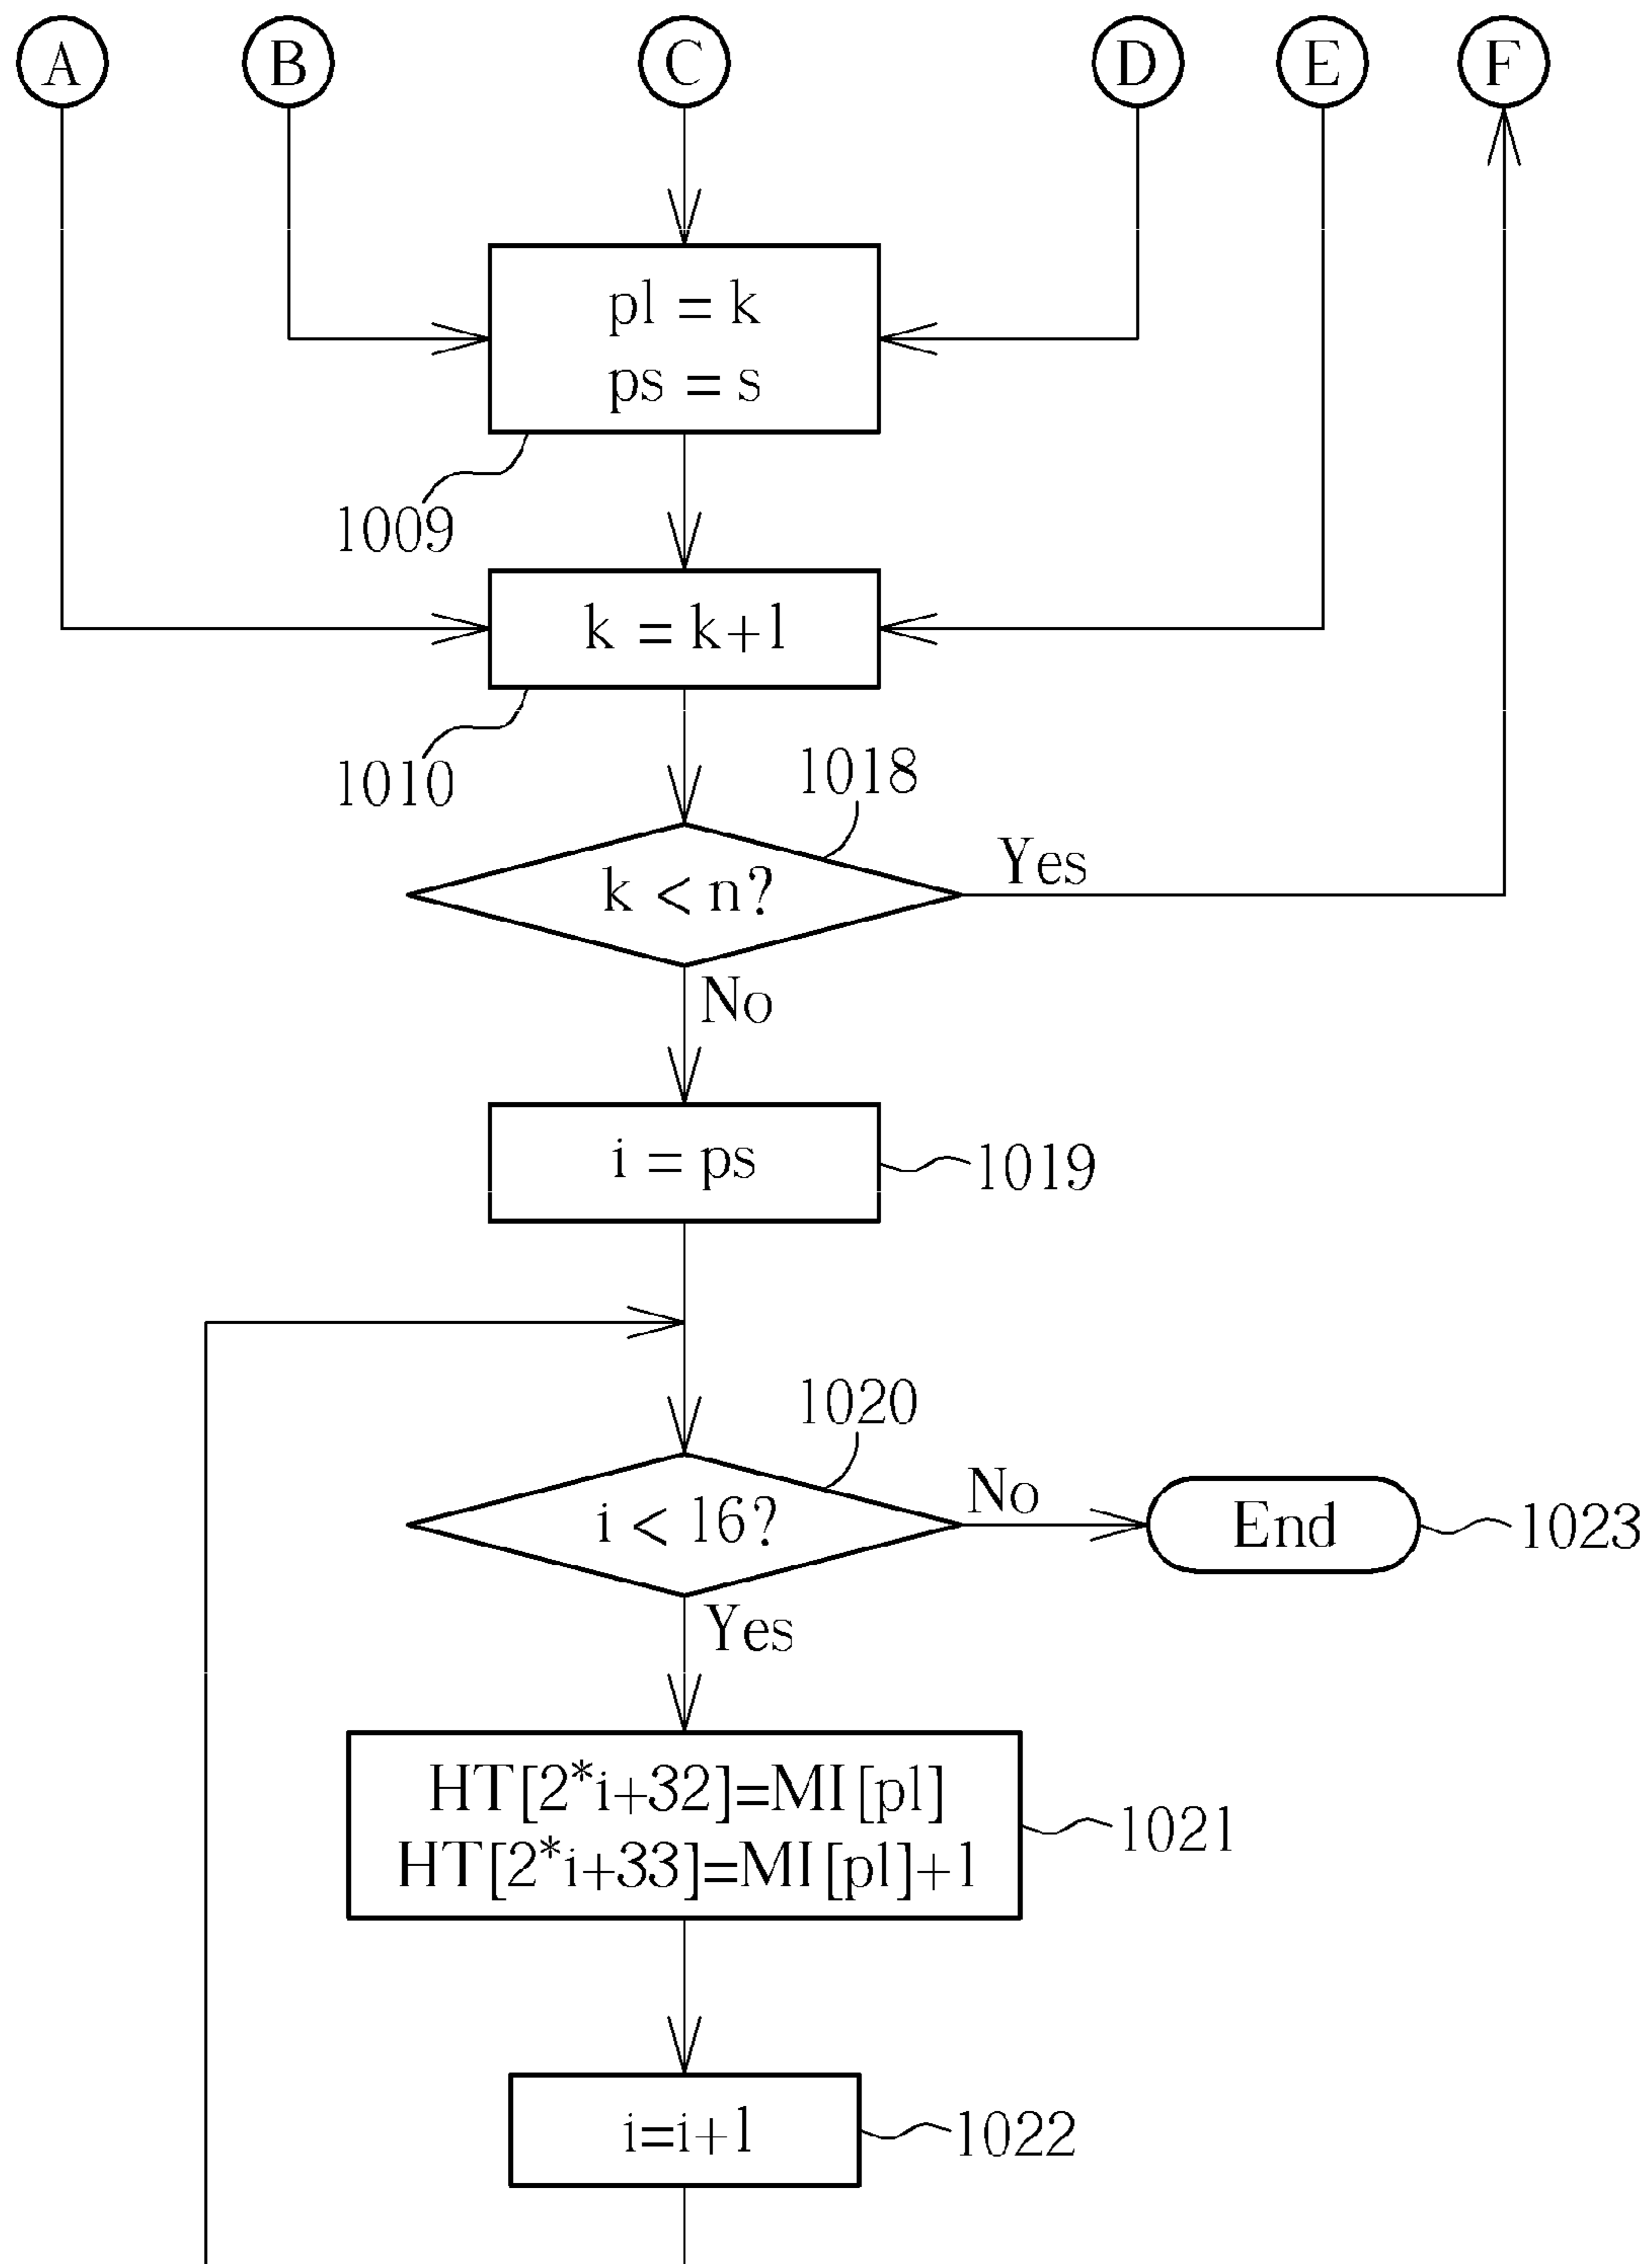 A B C D E F
pl = k
ps = s
1009
k = k+1
1010
1018
k < n?
Yes
No
i = ps
1019
1020
i < 16?
No
End
1023
Yes
HT[2*i+32]=MI[pl]
HT[2*i+33]=MI[pl]+1
1021
i=i+1
1022